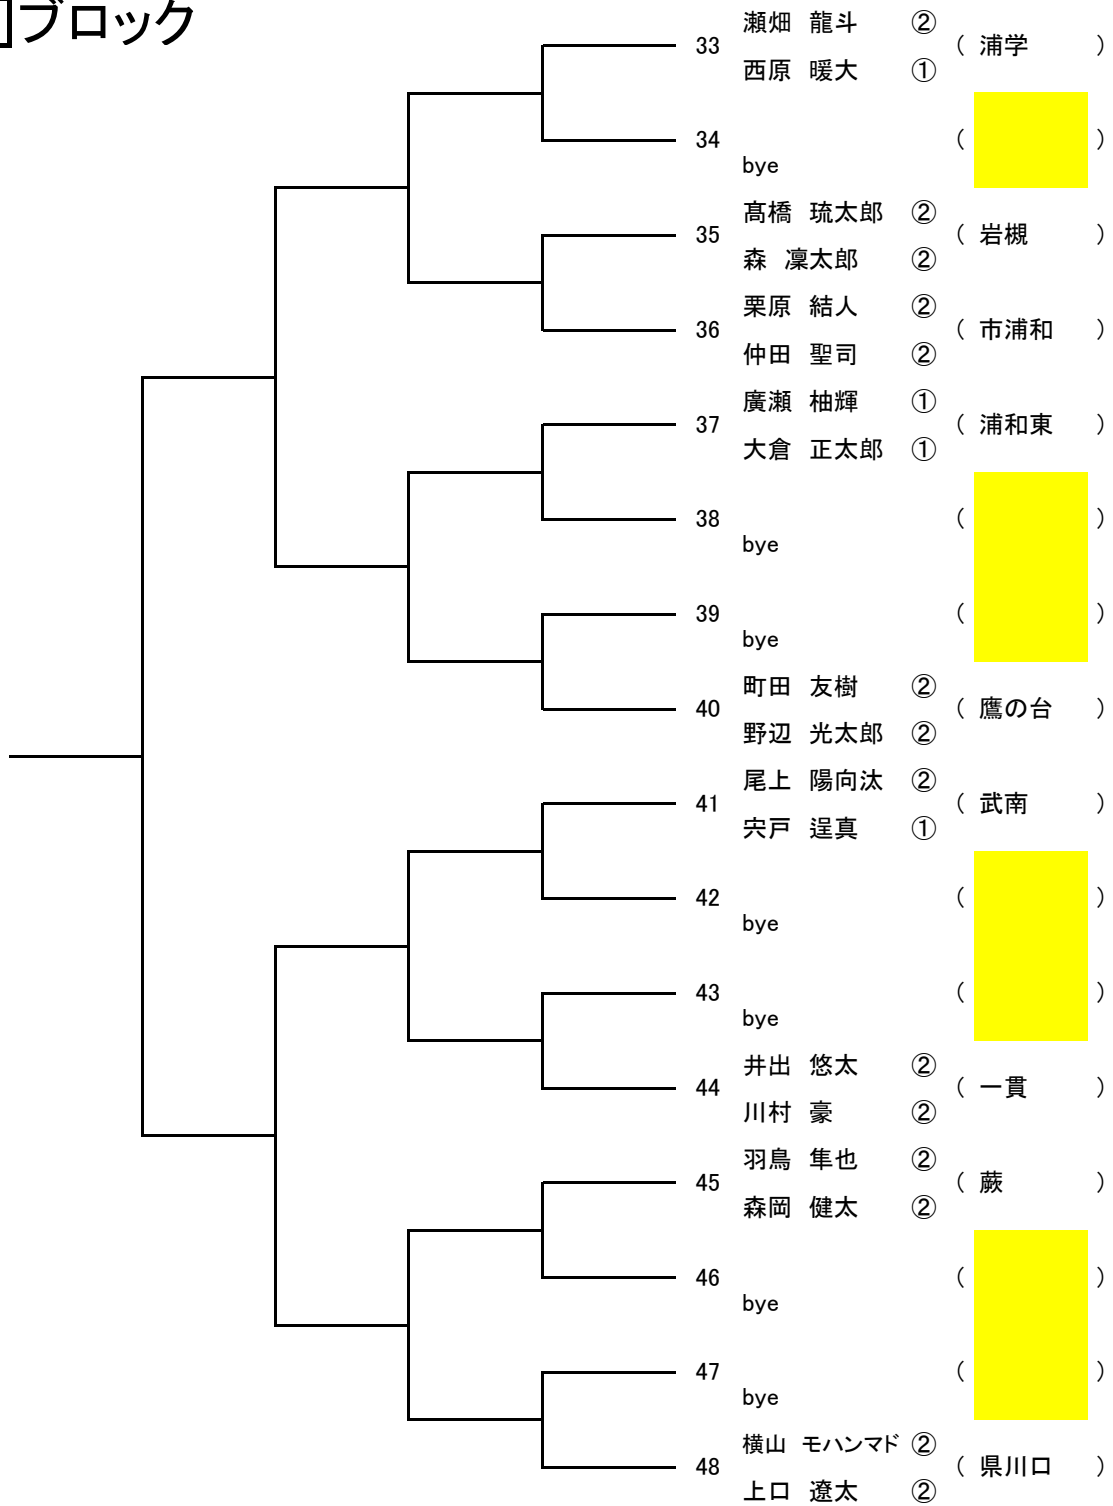 ブロック
瀬畑 龍斗 ②
33 ( 浦学 )
西原 暖大 ①
34 ( )
bye
髙橋 琉太郎 ②
35 ( 岩槻 )
森 凜太郎 ②
栗原 結人 ②
36 ( 市浦和 )
仲田 聖司 ②
廣瀬 柚輝 ①
37 ( 浦和東 )
大倉 正太郎 ①
38 ( )
bye
39 ( )
bye
町田 友樹 ②
40 ( 鷹の台 )
野辺 光太郎 ②
尾上 陽向汰 ②
41 ( 武南 )
宍戸 逞真 ①
42 ( )
bye
43 ( )
bye
井出 悠太 ②
44 ( 一貫 )
川村 豪 ②
羽鳥 隼也 ②
45 ( 蕨 )
森岡 健太 ②
46 ( )
bye
47 ( )
bye
横山 モハンマド ②
48 ( 県川口 )
上口 遼太 ②